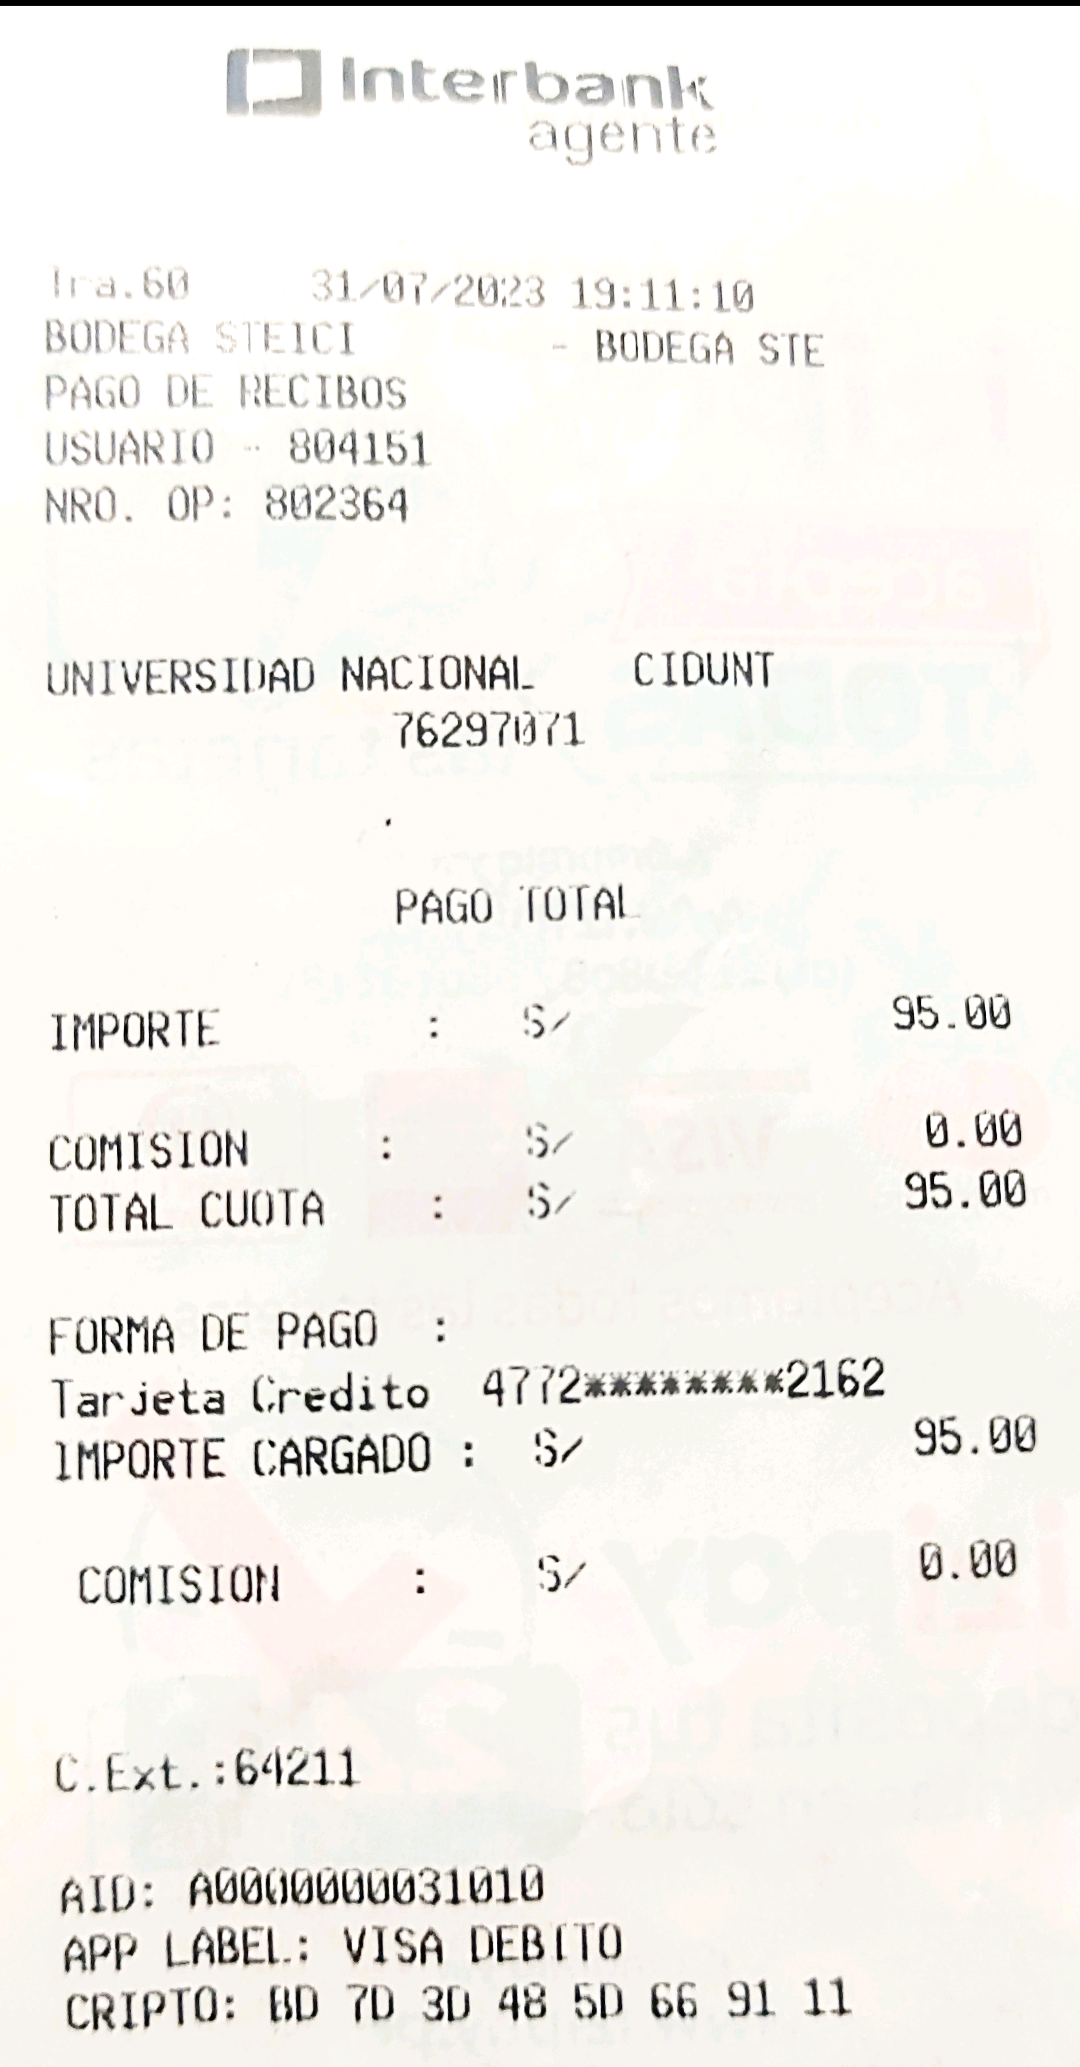 Interbank
agente
Tra.60 31/07/2023 19:11:10
BODEGA STEICI - BODEGA STE
PAGO DE RECIBOS
USUARIO - 804151
NRO. OP: 802364
UNIVERSIDAD NACIONAL CIDUNT
76297071
PAGO TOTAL
IMPORTE : S/ 95.00
COMISION : S/ 0.00
TOTAL CUOTA : S/ 95.00
FORMA DE PAGO :
Tarjeta Credito 4772********2162
IMPORTE CARGADO : S/ 95.00
COMISION : S/ 0.00
C.Ext.:64211
AID: A0000000031010
APP LABEL: VISA DEBITO
CRIPTO: BD 7D 3D 48 5D 66 91 11